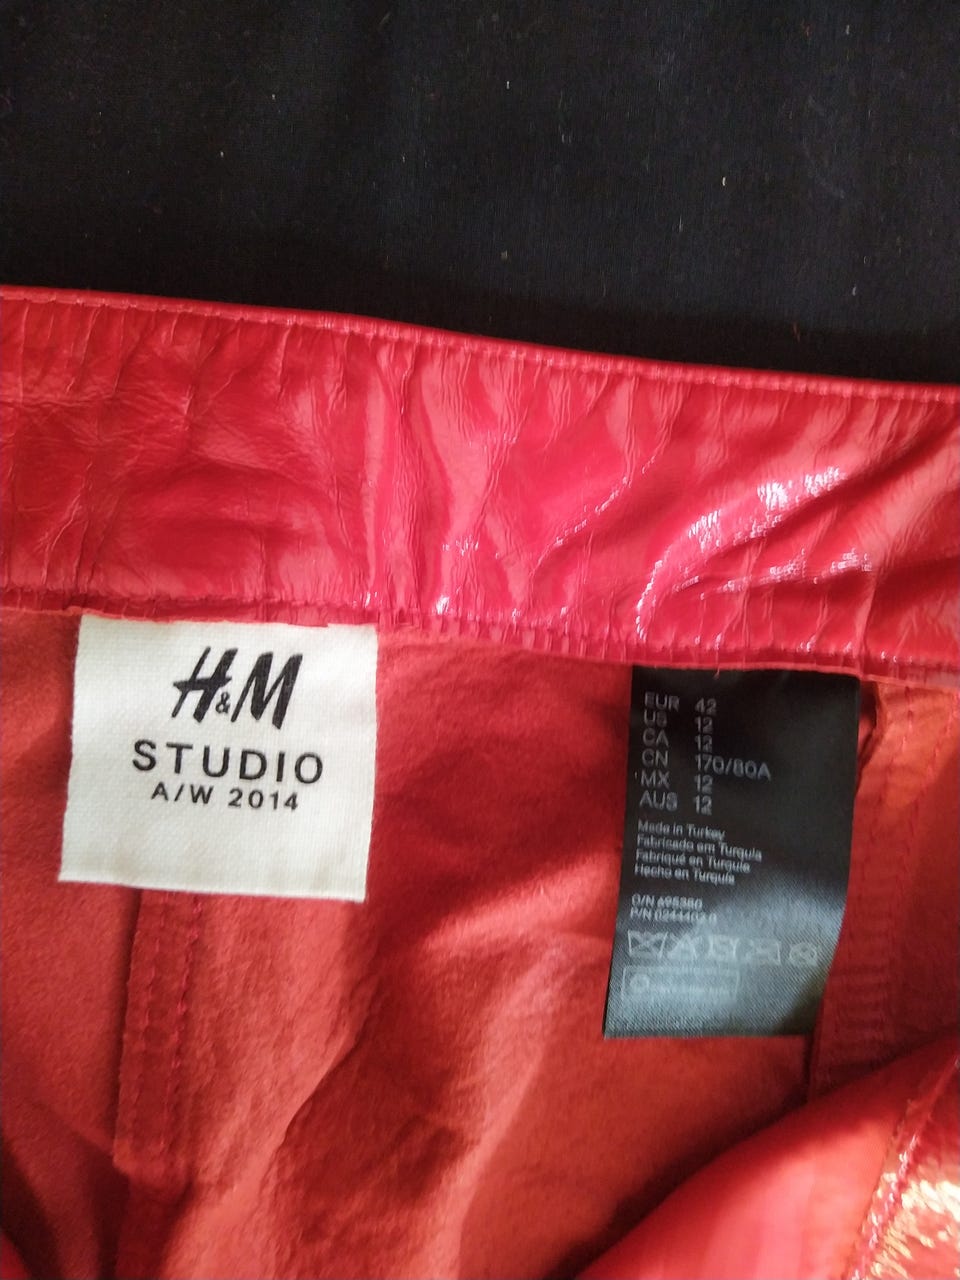 H&M
STUDIO
A/W 2014
EUR 42
US 12
CA 12
CN 170/80A
MX 12
AUS 12
Made in Turkey
Fabricado em Turquia
Fabriqué en Turquie
Hecho en Turquía
O/N 695380
P/N